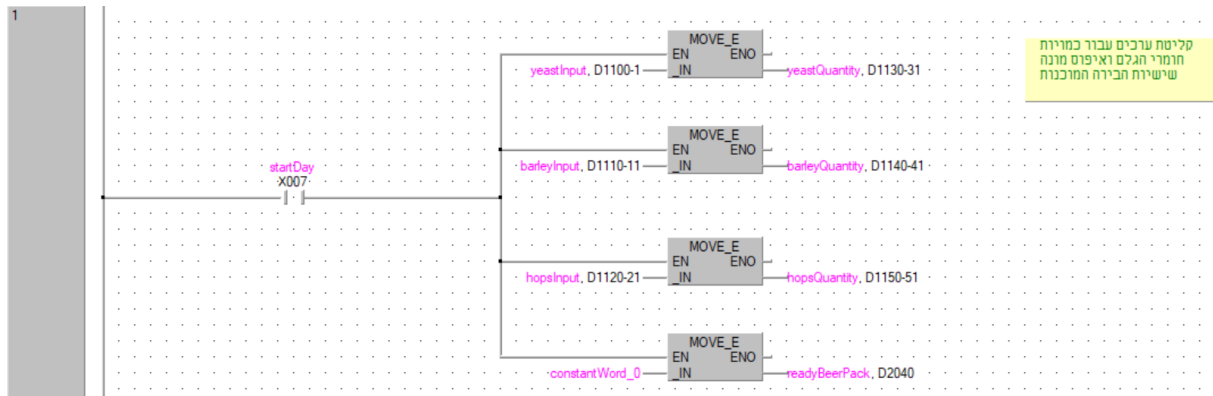 1
MOVE_E
EN ENO
yeastInput, D1100-1 _IN yeastQuantity, D1130-31
קליטת ערכים עבור כמויות
חומרי הגלם ואיפוס מונה
שישיות הבירה המוכנות
MOVE_E
EN ENO
barleyInput, D1110-11 _IN barleyQuantity, D1140-41
startDay
X007
MOVE_E
EN ENO
hopsInput, D1120-21 _IN hopsQuantity, D1150-51
MOVE_E
EN ENO
constantWord_0 _IN readyBeerPack, D2040